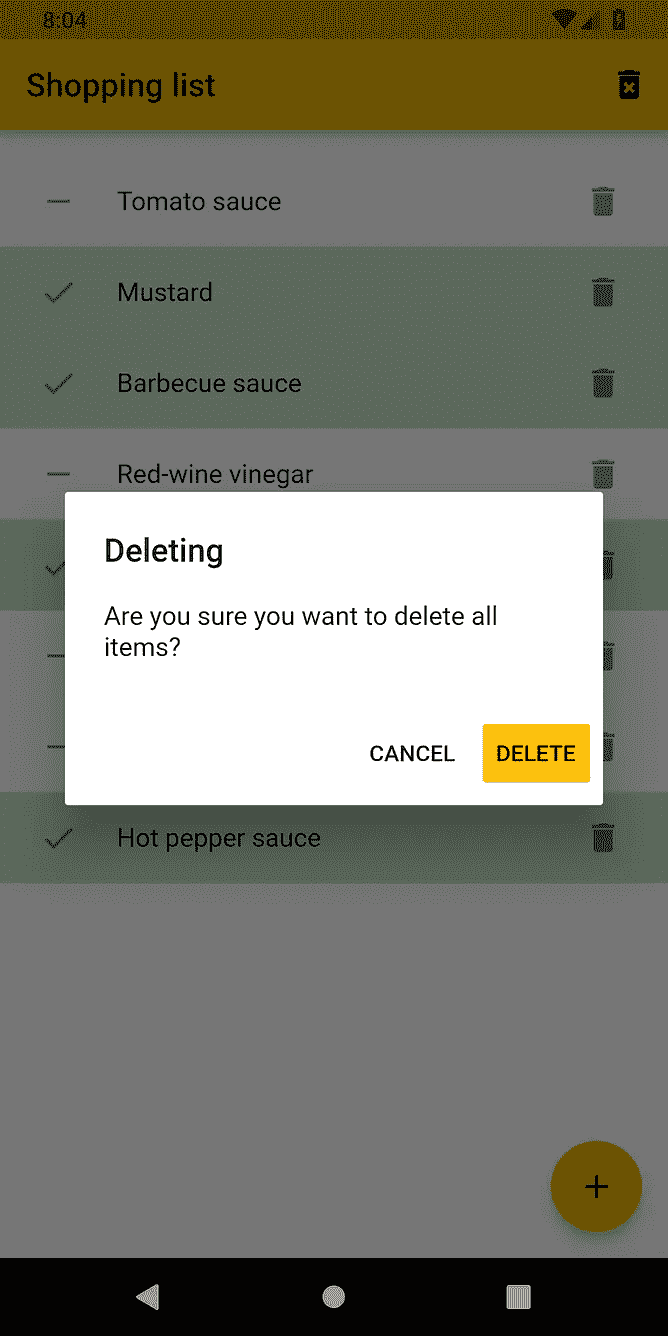 8:04
Shopping list
Tomato sauce
Mustard
Barbecue sauce
Red-wine vinegar
Deleting
Are you sure you want to delete all
items?
CANCEL DELETE
Hot pepper sauce